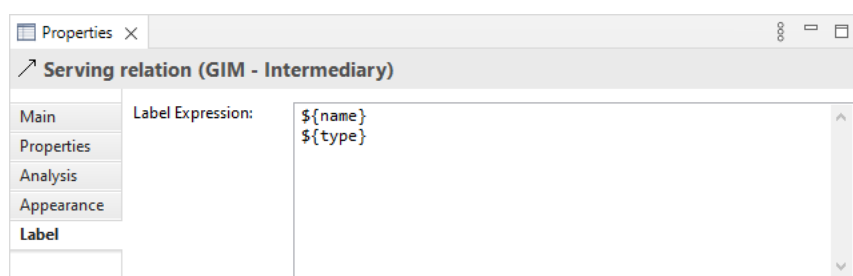 Properties
Serving relation (GIM - Intermediary)
Main
Properties
Analysis
Appearance
Label
Label Expression:
${name}
${type}